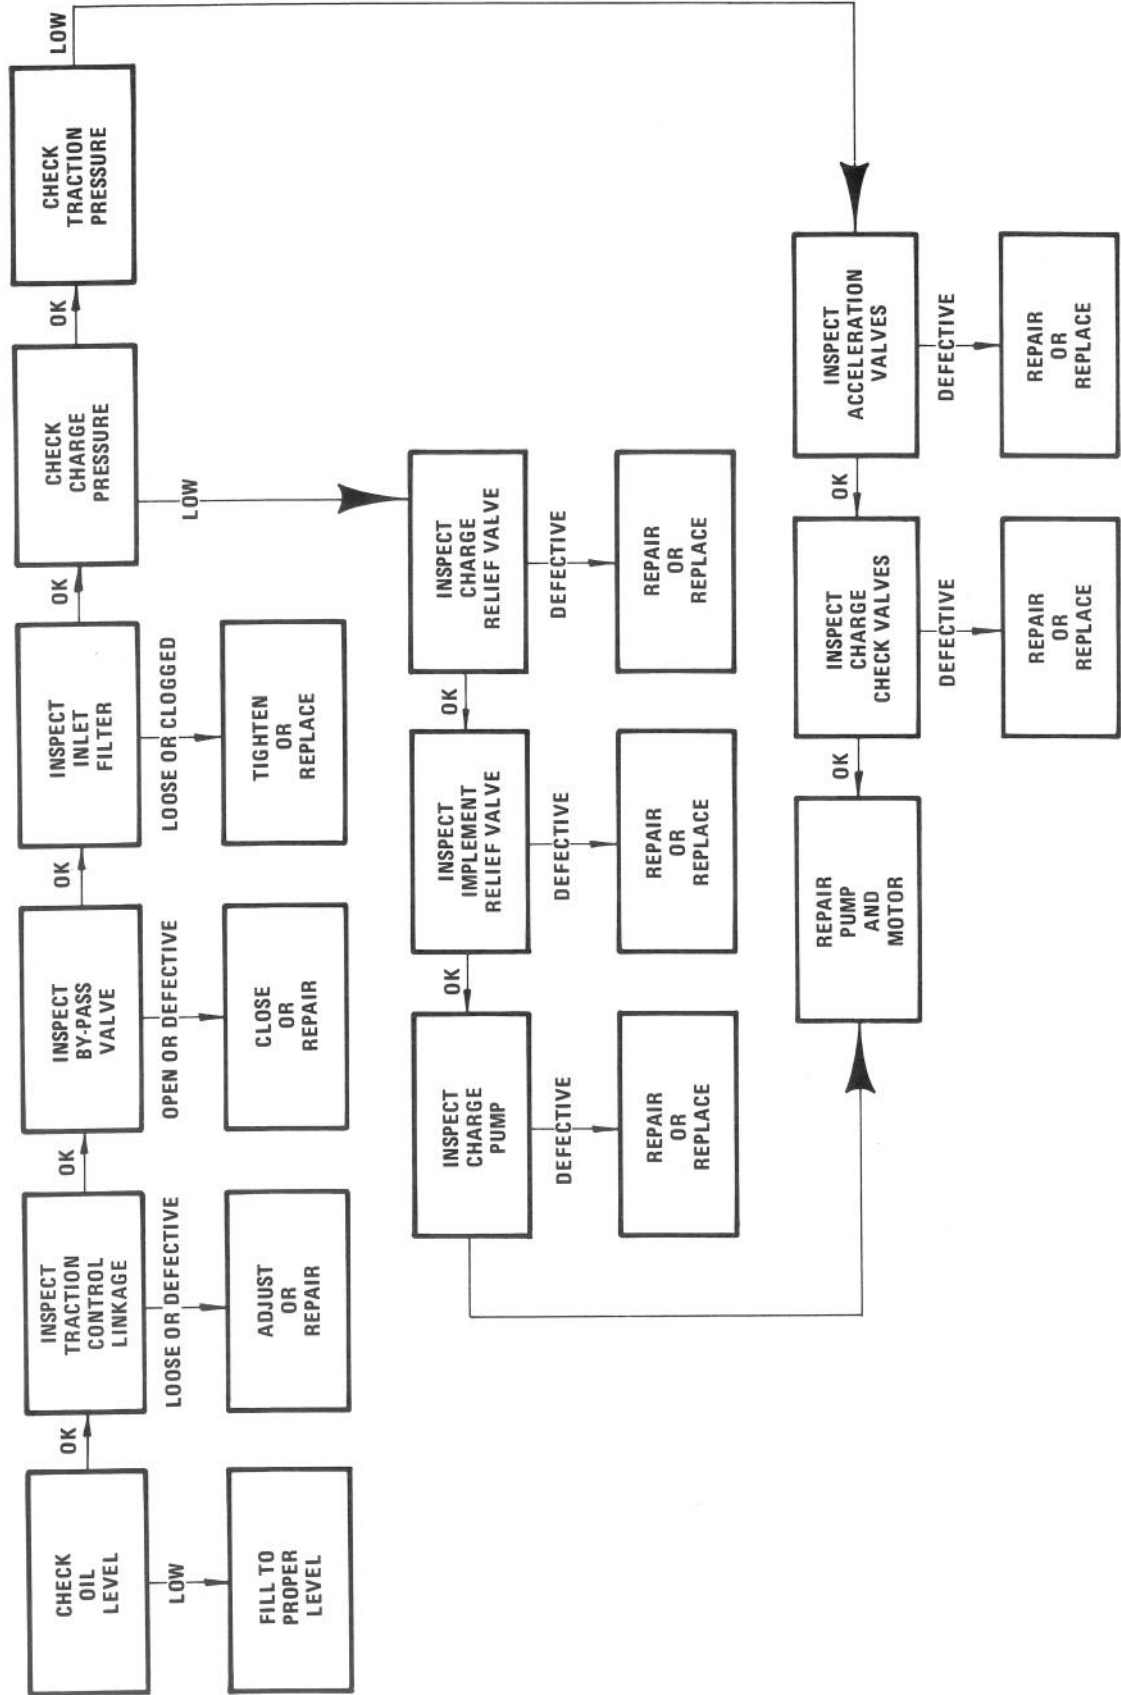 CHECK
OIL
LEVEL
OK
INSPECT
TRACTION
CONTROL
LINKAGE
OK
INSPECT
BY-PASS
VALVE
OK
INSPECT
INLET
FILTER
OK
CHECK
CHARGE
PRESSURE
OK
CHECK
TRACTION
PRESSURE
LOW
LOW
LOOSE OR DEFECTIVE
OPEN OR DEFECTIVE
LOOSE OR CLOGGED
LOW
FILL TO
PROPER
LEVEL
ADJUST
OR
REPAIR
CLOSE
OR
REPAIR
TIGHTEN
OR
REPLACE
INSPECT
CHARGE
PUMP
OK
INSPECT
IMPLEMENT
RELIEF VALVE
OK
INSPECT
CHARGE
RELIEF VALVE
DEFECTIVE
DEFECTIVE
DEFECTIVE
REPAIR
OR
REPLACE
REPAIR
OR
REPLACE
REPAIR
OR
REPLACE
REPAIR
PUMP
AND
MOTOR
OK
INSPECT
CHARGE
CHECK VALVES
OK
INSPECT
ACCELERATION
VALVES
DEFECTIVE
DEFECTIVE
REPAIR
OR
REPLACE
REPAIR
OR
REPLACE